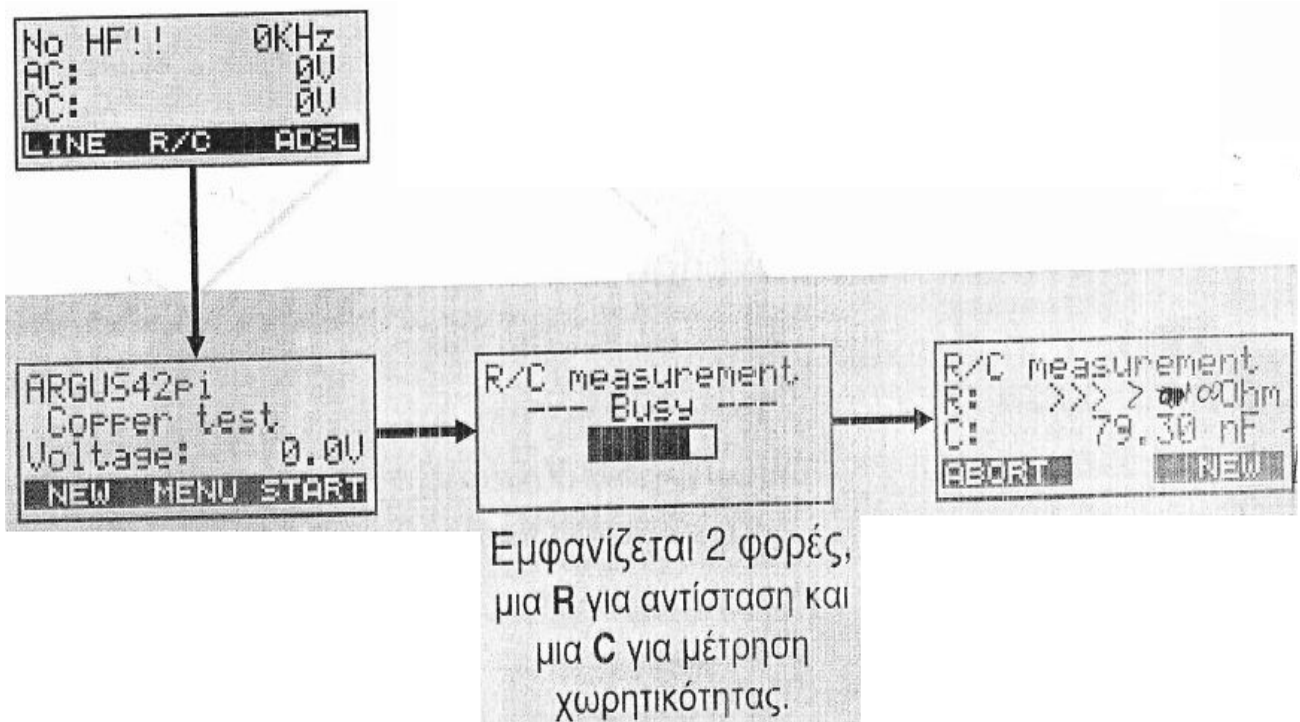 No HF!! 0KHz
AC: 0V
DC: 0V
LINE R/C ADSL
ARGUS42pi
Copper test
Voltage: 0.0V
NEW MENU START
R/C measurement
--- Busy ---
R/C measurement
R: >>> > ∞Ohm
C: 79.30 nF
ABORT NEW
Εμφανίζεται 2 φορές,
μια R για αντίσταση και
μια C για μέτρηση
χωρητικότητας.